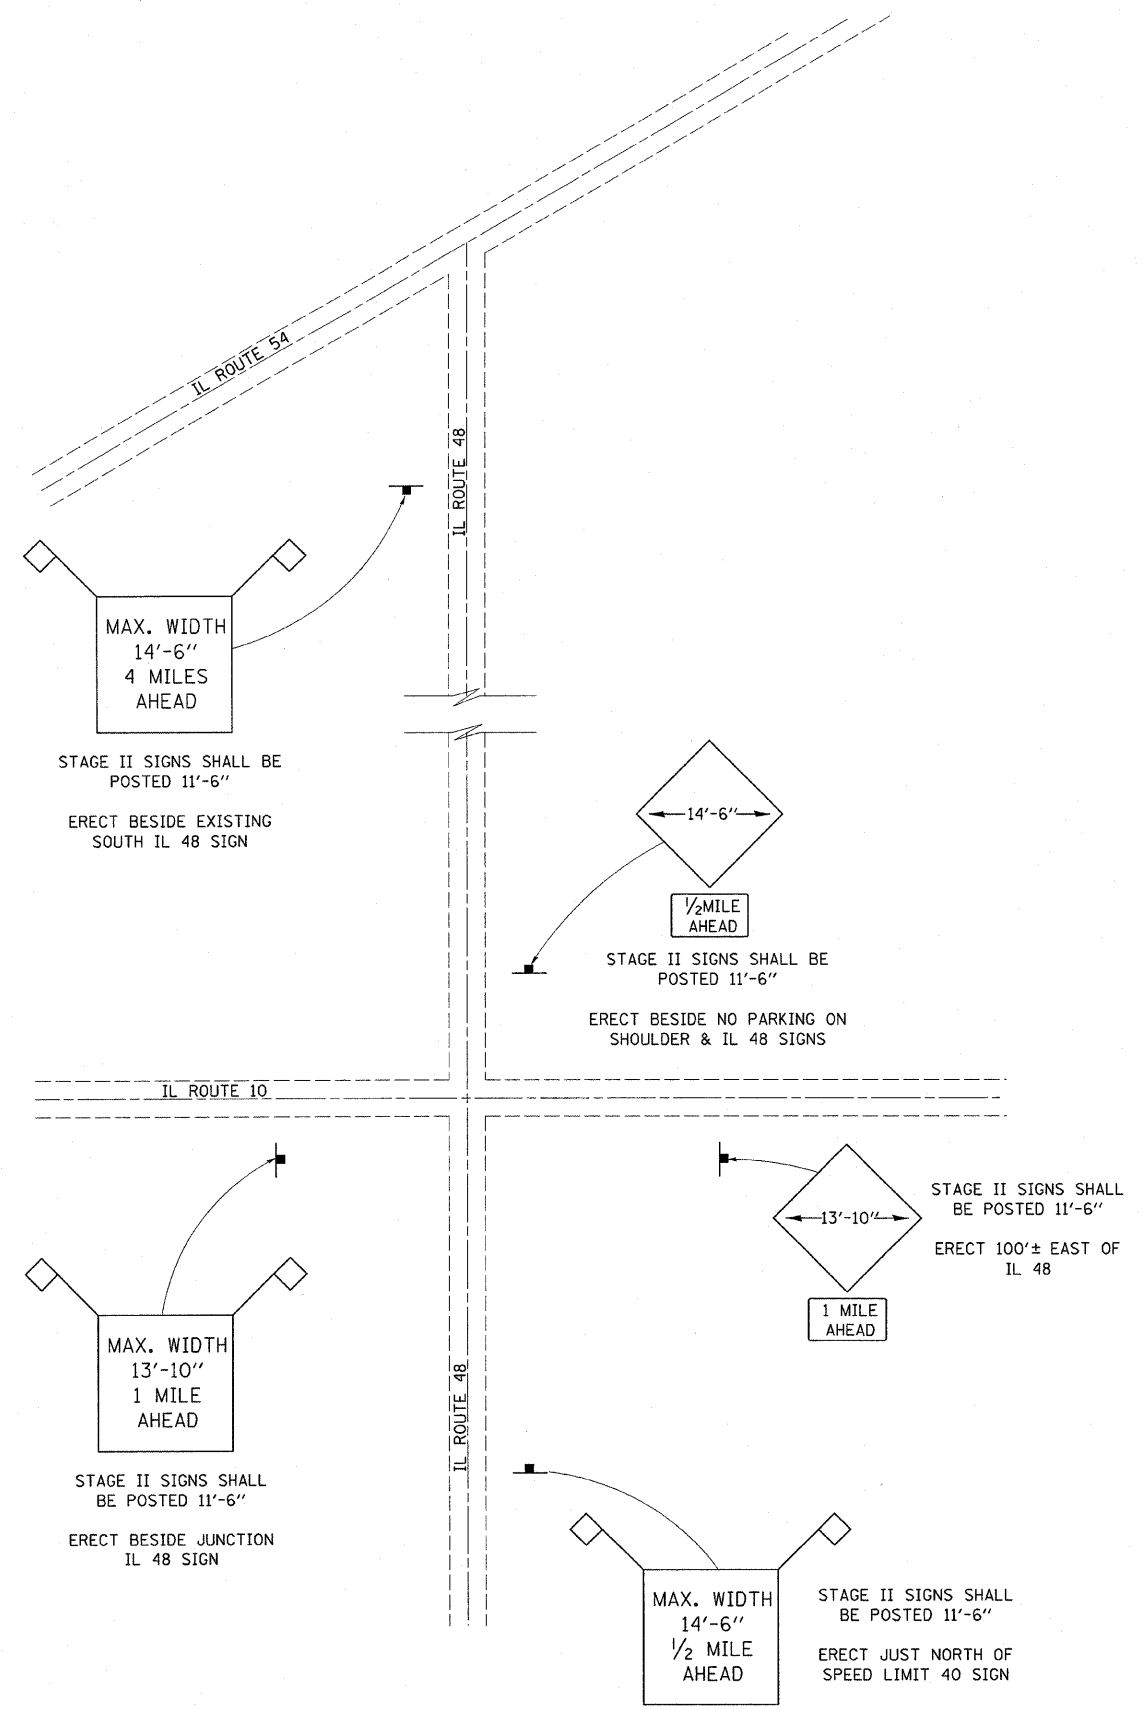 IL ROUTE 54
IL ROUTE 48
MAX. WIDTH
14'-6"
4 MILES
AHEAD
STAGE II SIGNS SHALL BE
POSTED 11'-6"
ERECT BESIDE EXISTING
SOUTH IL 48 SIGN
14'-6"
1/2 MILE
AHEAD
STAGE II SIGNS SHALL BE
POSTED 11'-6"
ERECT BESIDE NO PARKING ON
SHOULDER & IL 48 SIGNS
IL ROUTE 10
13'-10"
1 MILE
AHEAD
STAGE II SIGNS SHALL
BE POSTED 11'-6"
ERECT 100'± EAST OF
IL 48
MAX. WIDTH
13'-10"
1 MILE
AHEAD
STAGE II SIGNS SHALL
BE POSTED 11'-6"
ERECT BESIDE JUNCTION
IL 48 SIGN
IL ROUTE 48
MAX. WIDTH
14'-6"
1/2 MILE
AHEAD
STAGE II SIGNS SHALL
BE POSTED 11'-6"
ERECT JUST NORTH OF
SPEED LIMIT 40 SIGN